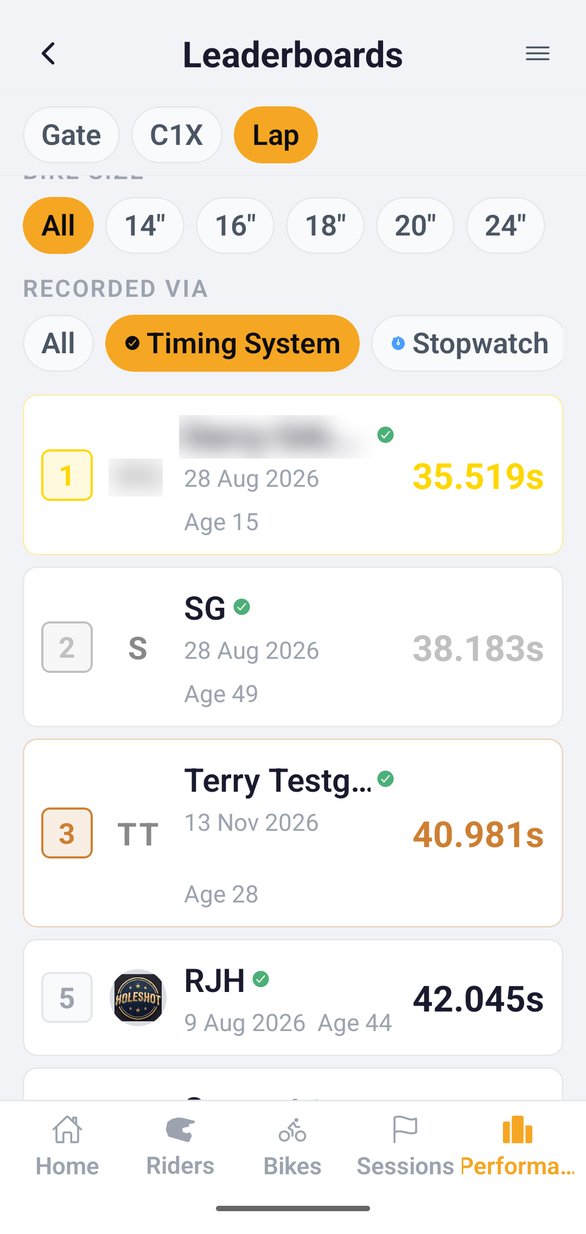 Leaderboards
Gate C1X Lap
BIKE SIZE
All 14" 16" 18" 20" 24"
RECORDED VIA
All Timing System Stopwatch
1
28 Aug 2026
Age 15
35.519s
2 S
SG
28 Aug 2026
Age 49
38.183s
3 TT
Terry Testg...
13 Nov 2026
Age 28
40.981s
5 HOLESHOT
RJH
9 Aug 2026 Age 44
42.045s
Home Riders Bikes Sessions Performa...